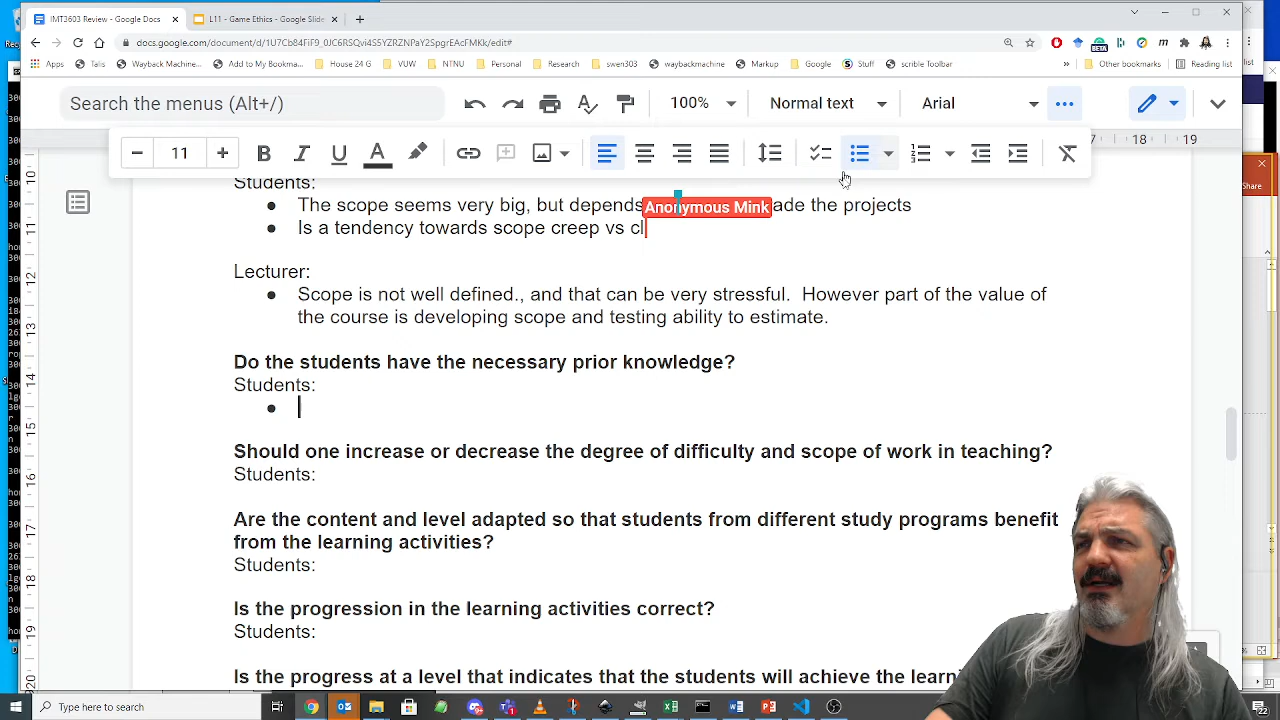 IMT3603 Review - Google Docs
L11 - Game Ethics - Google Slide
Apps
Talis
Wayback Machine...
Add to My Bookma...
House 24 G
VUW
NTNU
Personal
Research
swen303
waybackmachine
Markup
Google
Stuff
scrible Toolbar
Other bookmarks
Reading list
Search the menus (Alt+/)
100%
Normal text
Arial
17 18 19
11
Share
Students:
The scope seems very big, but depends Anonymous Mink ade the projects
Is a tendency towards scope creep vs cl
Lecturer:
Scope is not well defined., and that can be very stressful. However part of the value of
the course is developing scope and testing ability to estimate.
Do the students have the necessary prior knowledge?
Students:
Should one increase or decrease the degree of difficulty and scope of work in teaching?
Students:
Are the content and level adapted so that students from different study programs benefit
from the learning activities?
Students:
Is the progression in the learning activities correct?
Students:
Is the progress at a level that indicates that the students will achieve the learni
Type here to search